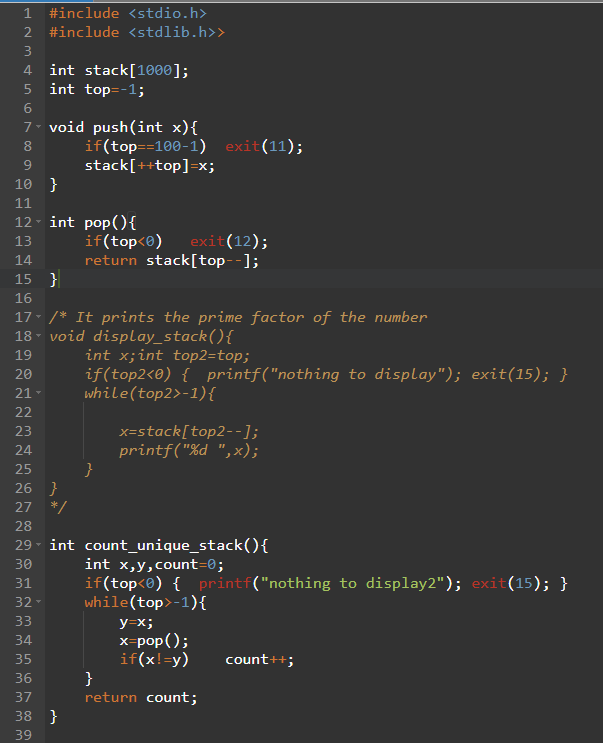 1 #include <stdio.h>
2 #include <stdlib.h>>
3
4 int stack[1000];
5 int top=-1;
6
7 void push(int x){
8     if(top==100-1)  exit(11);
9     stack[++top]=x;
10 }
11
12 int pop(){
13     if(top<0)   exit(12);
14     return stack[top--];
15 }
16
17 /* It prints the prime factor of the number
18 void display_stack(){
19     int x;int top2=top;
20     if(top2<0) {  printf("nothing to display"); exit(15); }
21     while(top2>-1){
22
23         x=stack[top2--];
24         printf("%d ",x);
25     }
26 }
27 */
28
29 int count_unique_stack(){
30     int x,y,count=0;
31     if(top<0) {  printf("nothing to display2"); exit(15); }
32     while(top>-1){
33         y=x;
34         x=pop();
35         if(x!=y)    count++;
36     }
37     return count;
38 }
39